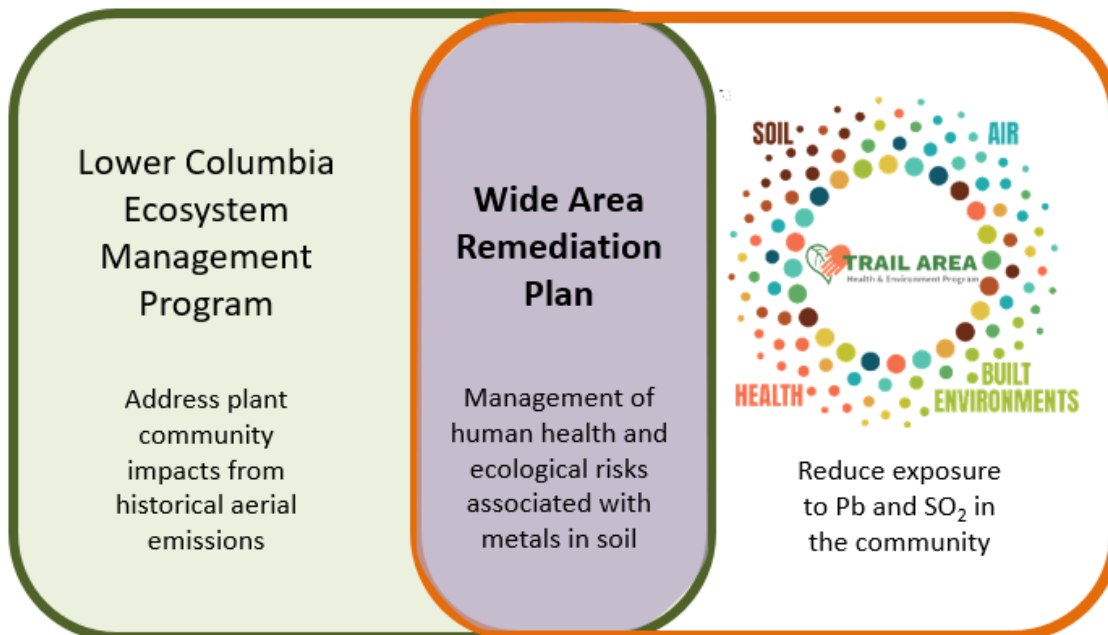 Lower Columbia
Ecosystem
Management
Program
Address plant
community
impacts from
historical aerial
emissions
Wide Area
Remediation
Plan
Management of
human health and
ecological risks
associated with
metals in soil
SOIL
AIR
TRAIL AREA
Health & Environment Program
HEALTH
BUILT
ENVIRONMENTS
Reduce exposure
to Pb and SO₂ in
the community